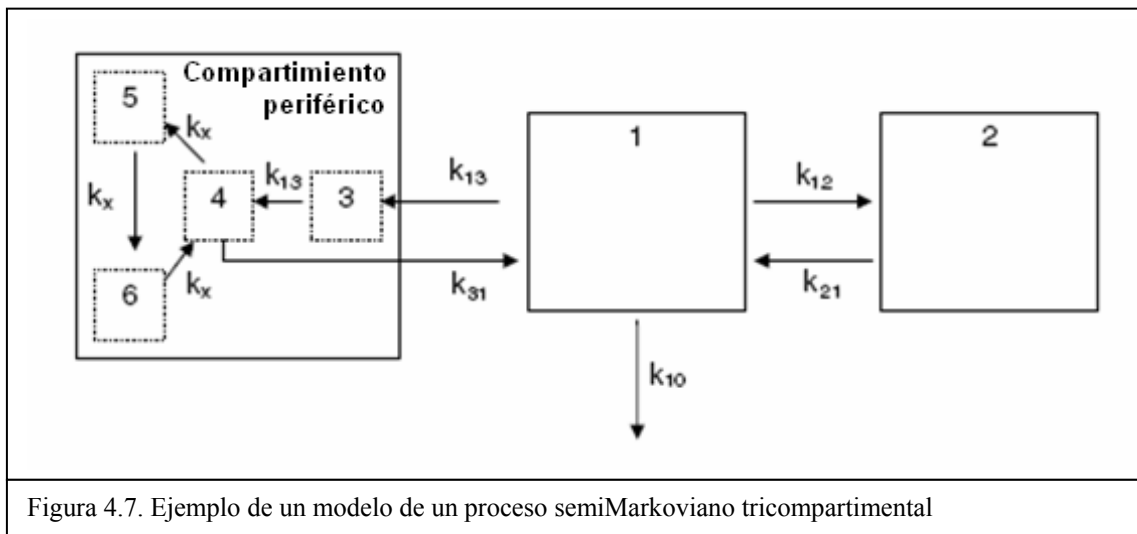 Compartimiento
periférico
5
kx
kx
4
k13
3
k13
6
kx
k31
1
k12
2
k21
k10
Figura 4.7. Ejemplo de un modelo de un proceso semiMarkoviano tricompartimental